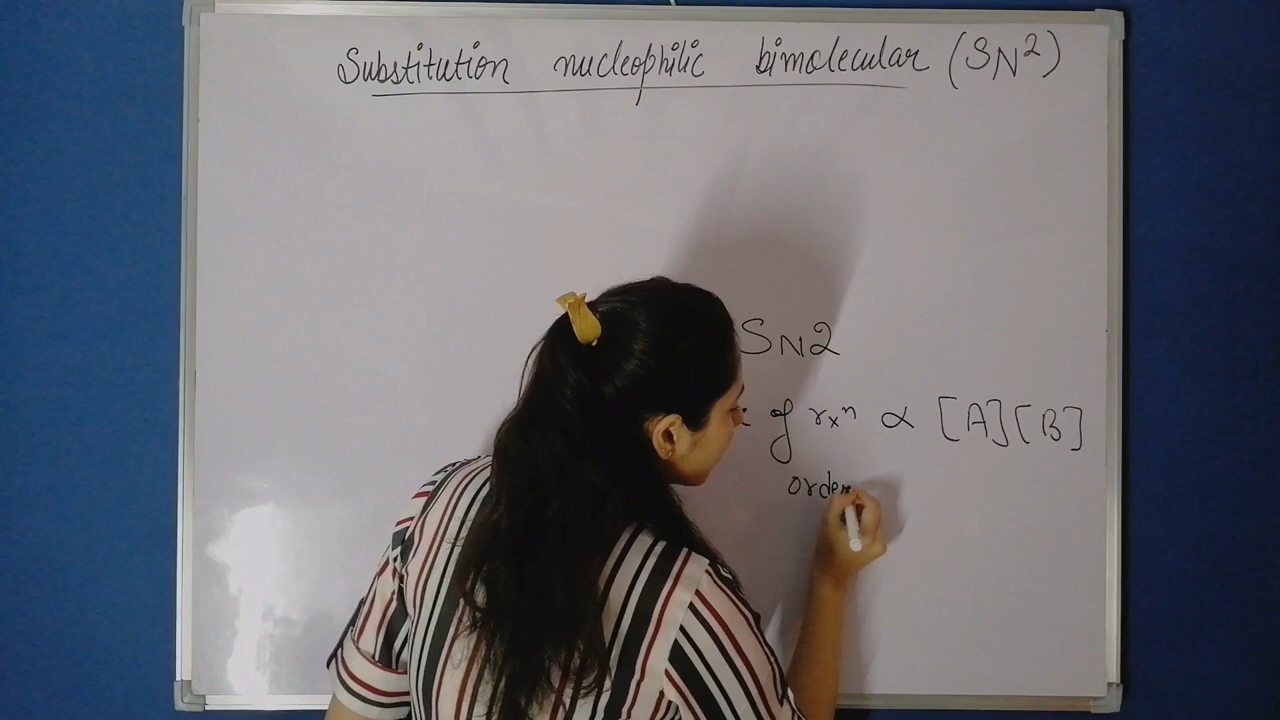 Substitution nucleophilic bimolecular (SN2)
SN2
of rxn ∝ [A][B]
order